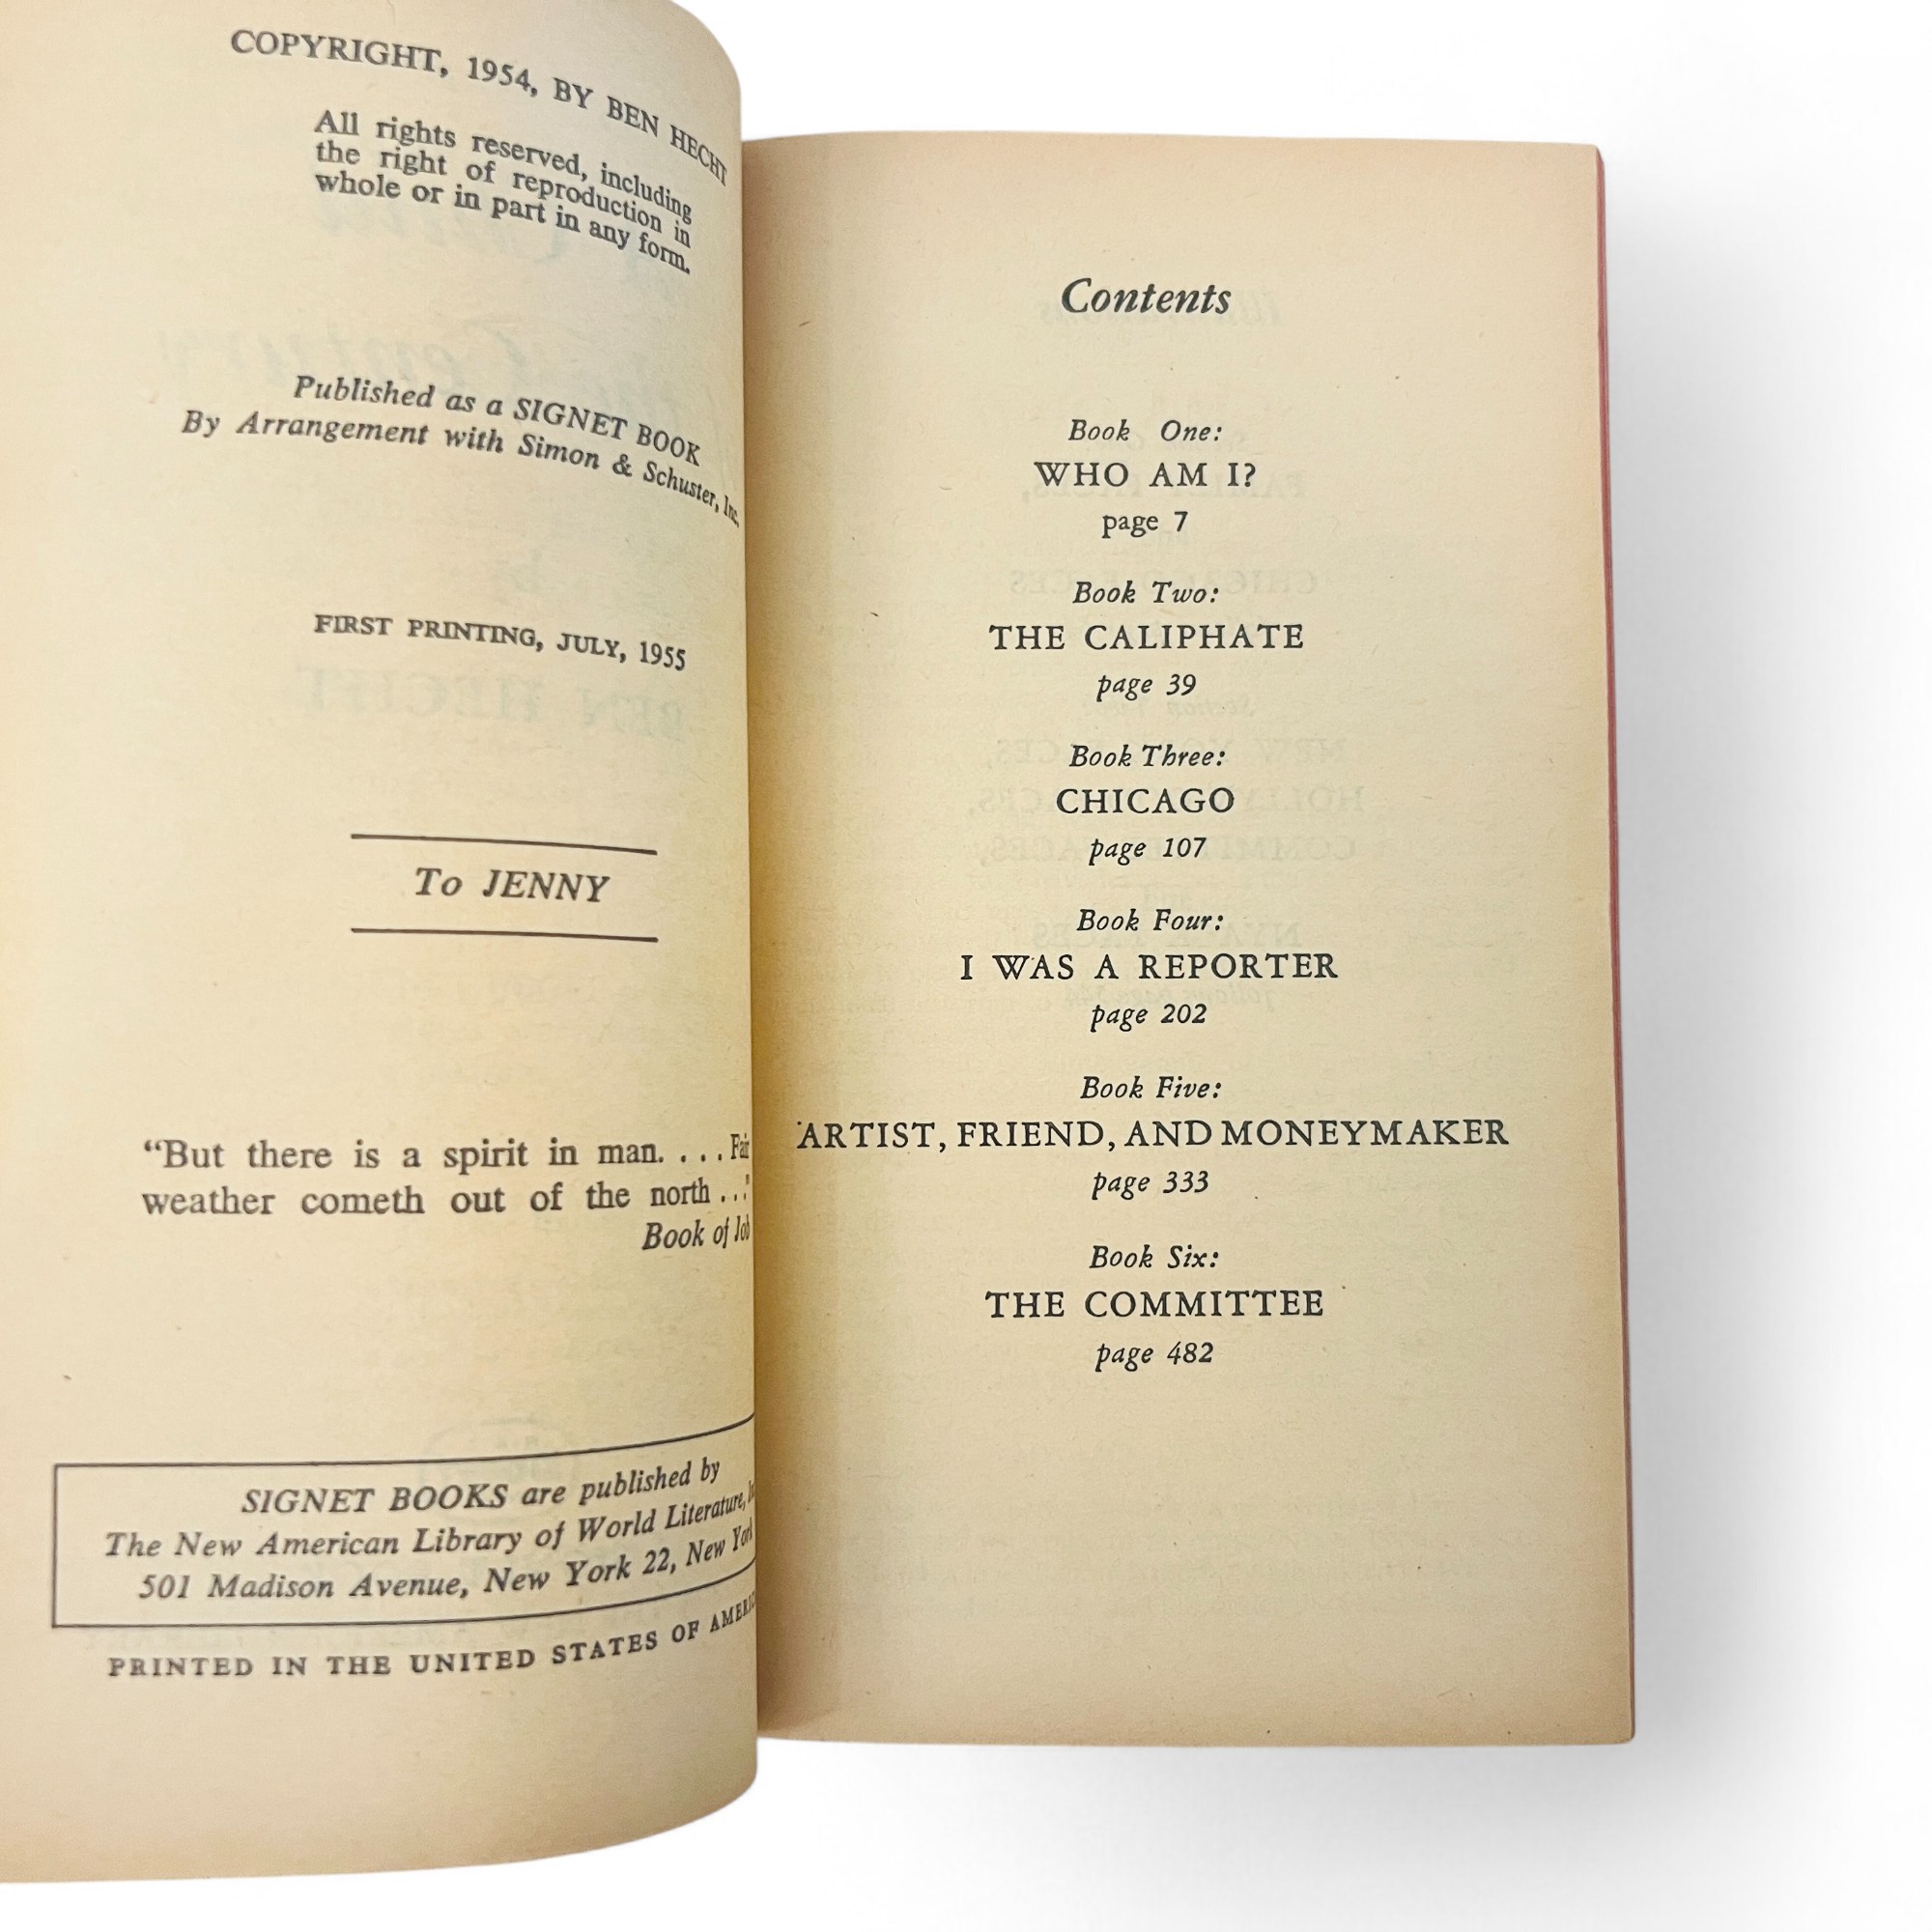 COPYRIGHT, 1954, BY BEN HECHT
All rights reserved, including
the right of reproduction in
whole or in part in any form.
Published as a SIGNET BOOK
By Arrangement with Simon & Schuster, Inc.
FIRST PRINTING, JULY, 1955
To JENNY
“But there is a spirit in man. . . . Fair
weather cometh out of the north . . .”
Book of Job
SIGNET BOOKS are published by
The New American Library of World Literature,
501 Madison Avenue, New York 22, New York
PRINTED IN THE UNITED STATES OF AMERICA
Contents
Book One:
WHO AM I?
page 7
Book Two:
THE CALIPHATE
page 39
Book Three:
CHICAGO
page 107
Book Four:
I WAS A REPORTER
page 202
Book Five:
ARTIST, FRIEND, AND MONEYMAKER
page 333
Book Six:
THE COMMITTEE
page 482